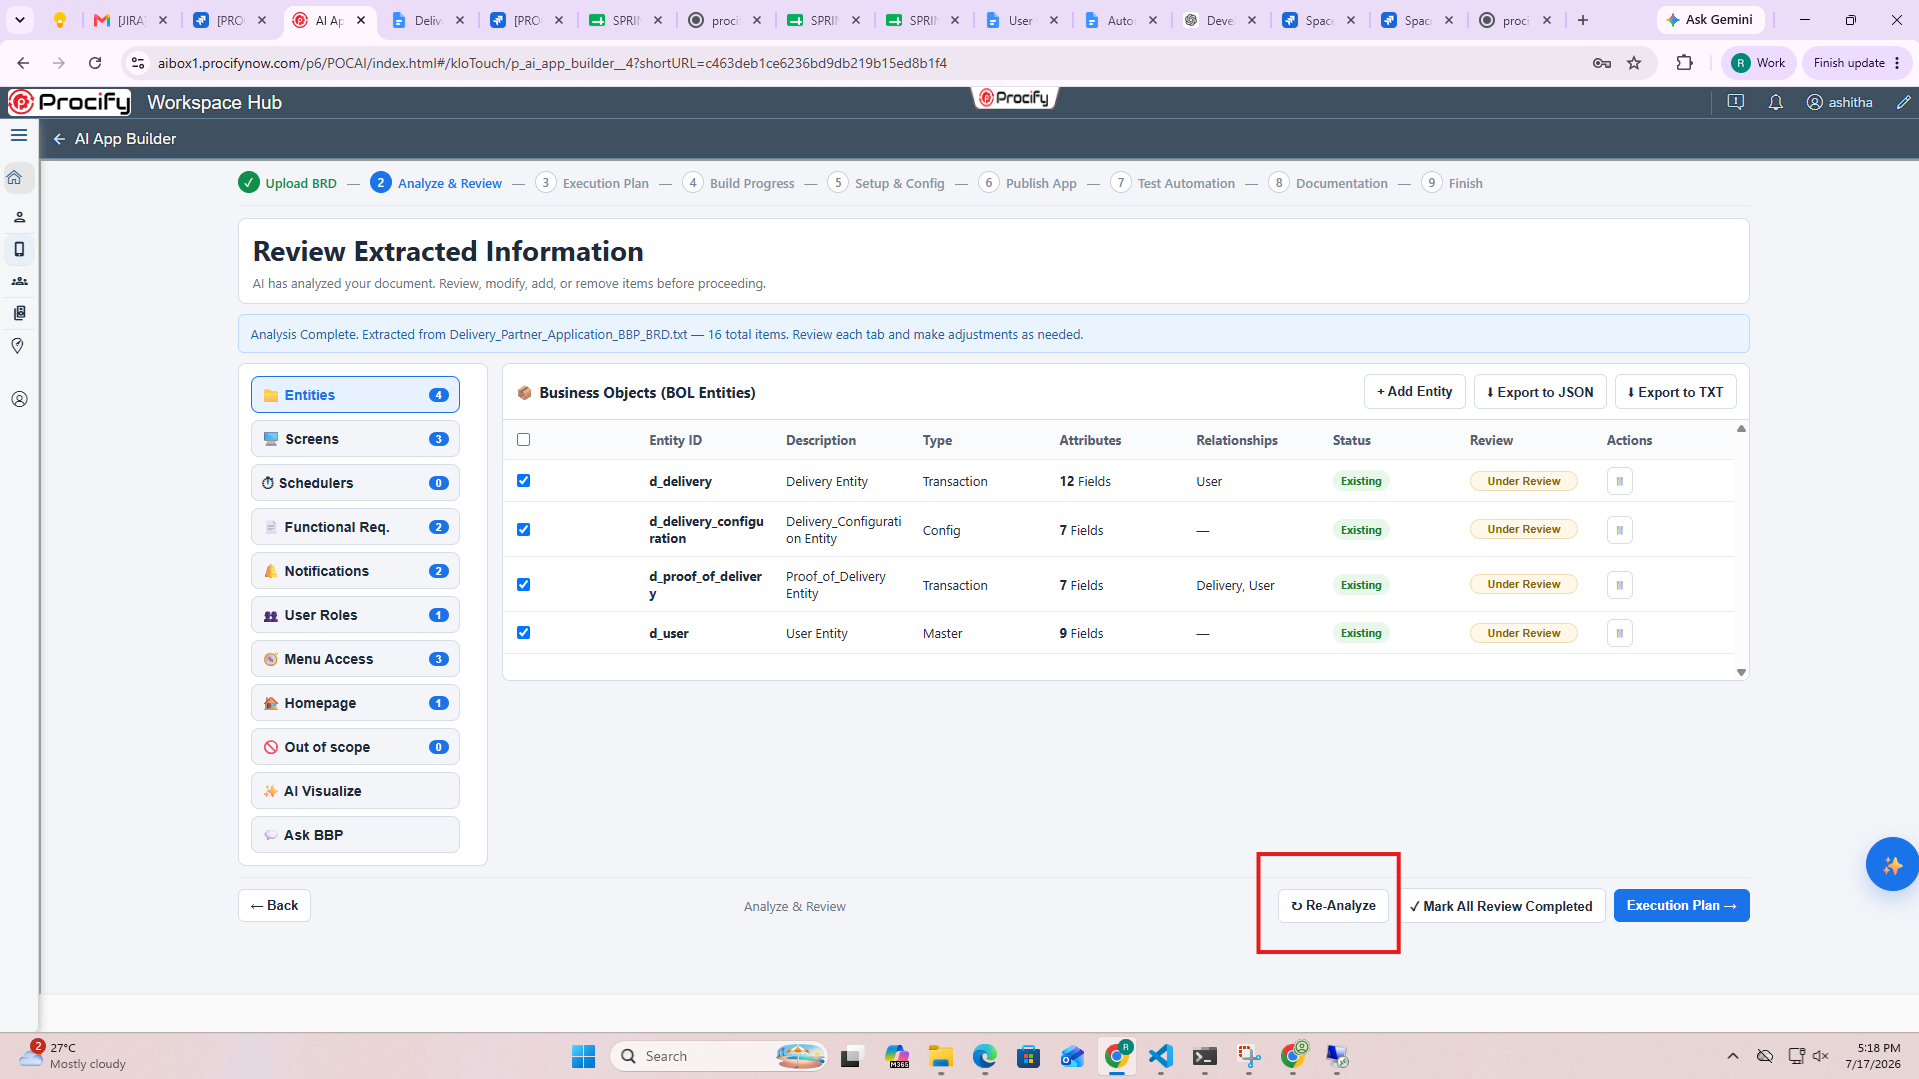 [JIRA]
[PRO
AI Ap
Deliv
[PRO
SPRIN
proci
SPRIN
SPRIN
User
Auto
Deve
Space
Space
proci
Ask Gemini
aibox1.procifynow.com/p6/POCAI/index.html#/kloTouch/p_ai_app_builder__4?shortURL=c463deb1ce6236bd9db219b15ed8b1f4
R Work
Finish update
Procify Workspace Hub
Procify
ashitha
← AI App Builder
✓ Upload BRD — 2 Analyze & Review — 3 Execution Plan — 4 Build Progress — 5 Setup & Config — 6 Publish App — 7 Test Automation — 8 Documentation — 9 Finish
Review Extracted Information
AI has analyzed your document. Review, modify, add, or remove items before proceeding.
Analysis Complete. Extracted from Delivery_Partner_Application_BBP_BRD.txt — 16 total items. Review each tab and make adjustments as needed.
Entities 4
Screens 3
Schedulers 0
Functional Req. 2
Notifications 2
User Roles 1
Menu Access 3
Homepage 1
Out of scope 0
AI Visualize
Ask BBP
Business Objects (BOL Entities)
+ Add Entity
⬇ Export to JSON
⬇ Export to TXT
Entity ID Description Type Attributes Relationships Status Review Actions
d_delivery Delivery Entity Transaction 12 Fields User Existing Under Review
d_delivery_configu
ration
Delivery_Configurati
on Entity
Config 7 Fields — Existing Under Review
d_proof_of_deliver
y
Proof_of_Delivery
Entity
Transaction 7 Fields Delivery, User Existing Under Review
d_user User Entity Master 9 Fields — Existing Under Review
← Back
Analyze & Review
↻ Re-Analyze
✓ Mark All Review Completed
Execution Plan →
2
27°C
Mostly cloudy
Search
M365
R
5:18 PM
7/17/2026